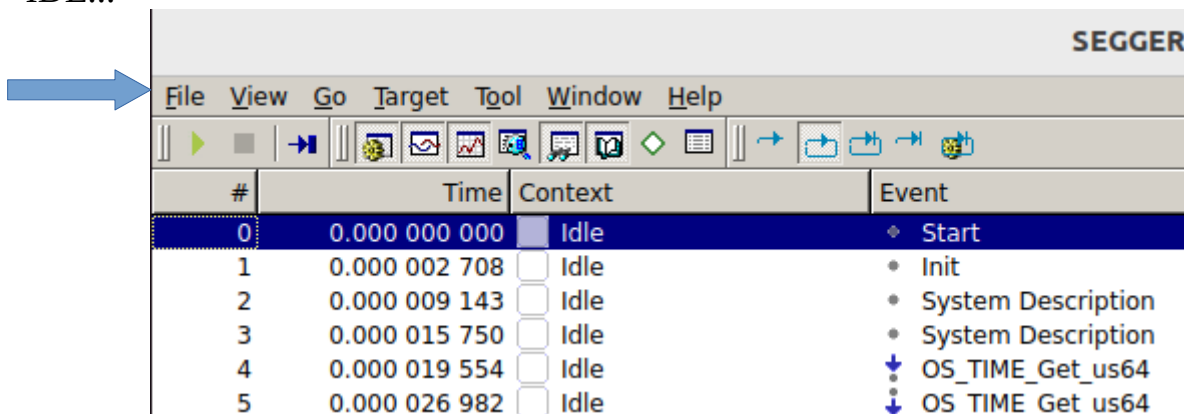 IDE...
SEGGER
File View Go Target Tool Window Help
# Time Context Event
0 0.000 000 000 Idle Start
1 0.000 002 708 Idle Init
2 0.000 009 143 Idle System Description
3 0.000 015 750 Idle System Description
4 0.000 019 554 Idle OS_TIME_Get_us64
5 0.000 026 982 Idle OS_TIME_Get_us64